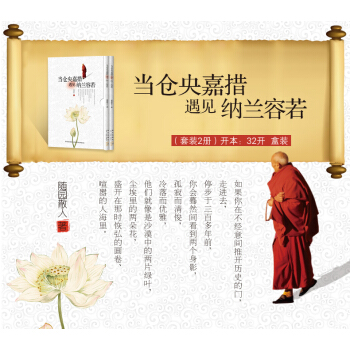 当仓央嘉措
遇见 纳兰容若
(套装2册) 开本:32开 盒装
如果你在不经意间推开历史的门,
走进去,
停步于三百多年前,
你会蓦然间看到两个身影,
孤寂而清俊,
冷落而优雅,
他们就像是沙漠中的两片绿叶,
尘埃里的两朵花,
盛开在那时恢弘的画卷,
喧嚣的人海里。
随园散人 著
当仓央嘉措
遇见
纳兰容若